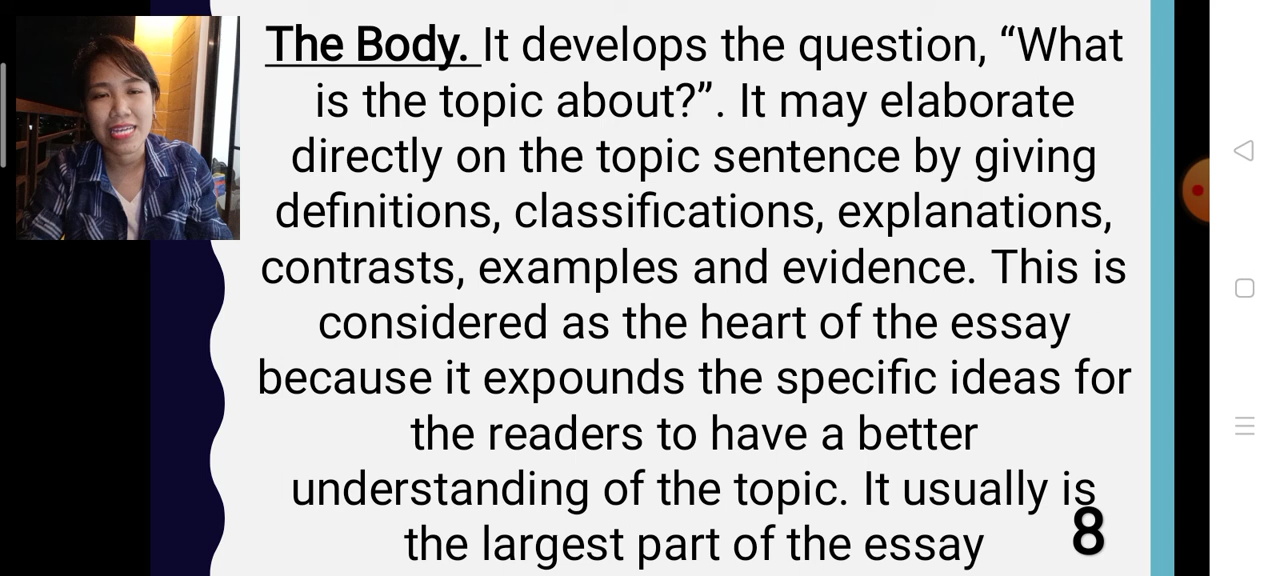 The Body. It develops the question, “What
is the topic about?”. It may elaborate
directly on the topic sentence by giving
definitions, classifications, explanations,
contrasts, examples and evidence. This is
considered as the heart of the essay
because it expounds the specific ideas for
the readers to have a better
understanding of the topic. It usually is
the largest part of the essay
8